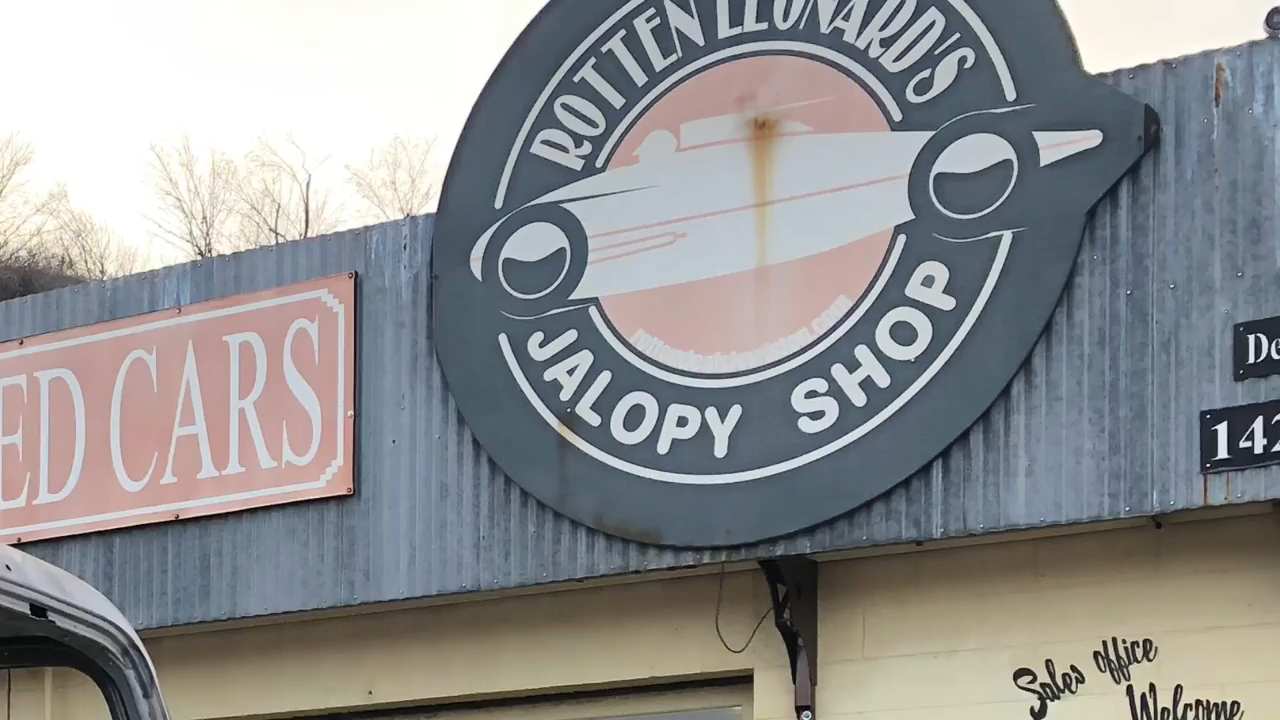 ROTTEN LEONARD'S
JALOPY SHOP
ED CARS
De
142
Sales office
Welcome